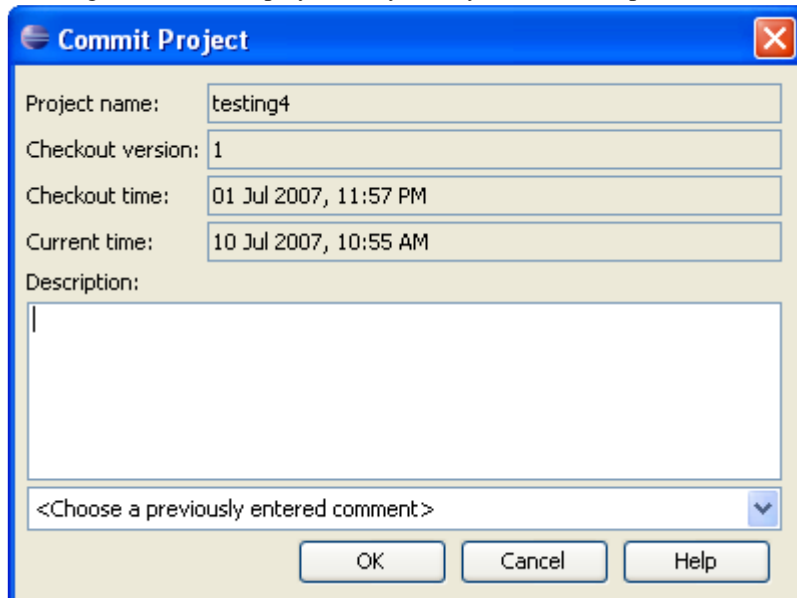 Commit Project
Project name: testing4
Checkout version: 1
Checkout time: 01 Jul 2007, 11:57 PM
Current time: 10 Jul 2007, 10:55 AM
Description:
<Choose a previously entered comment>
OK Cancel Help